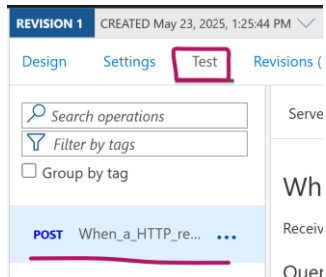 REVISION 1 CREATED May 23, 2025, 1:25:44 PM
Design Settings Test Revisions (
Search operations
Filter by tags
Group by tag
POST When_a_HTTP_re... ...
Serve
Wh
Receiv
Quer